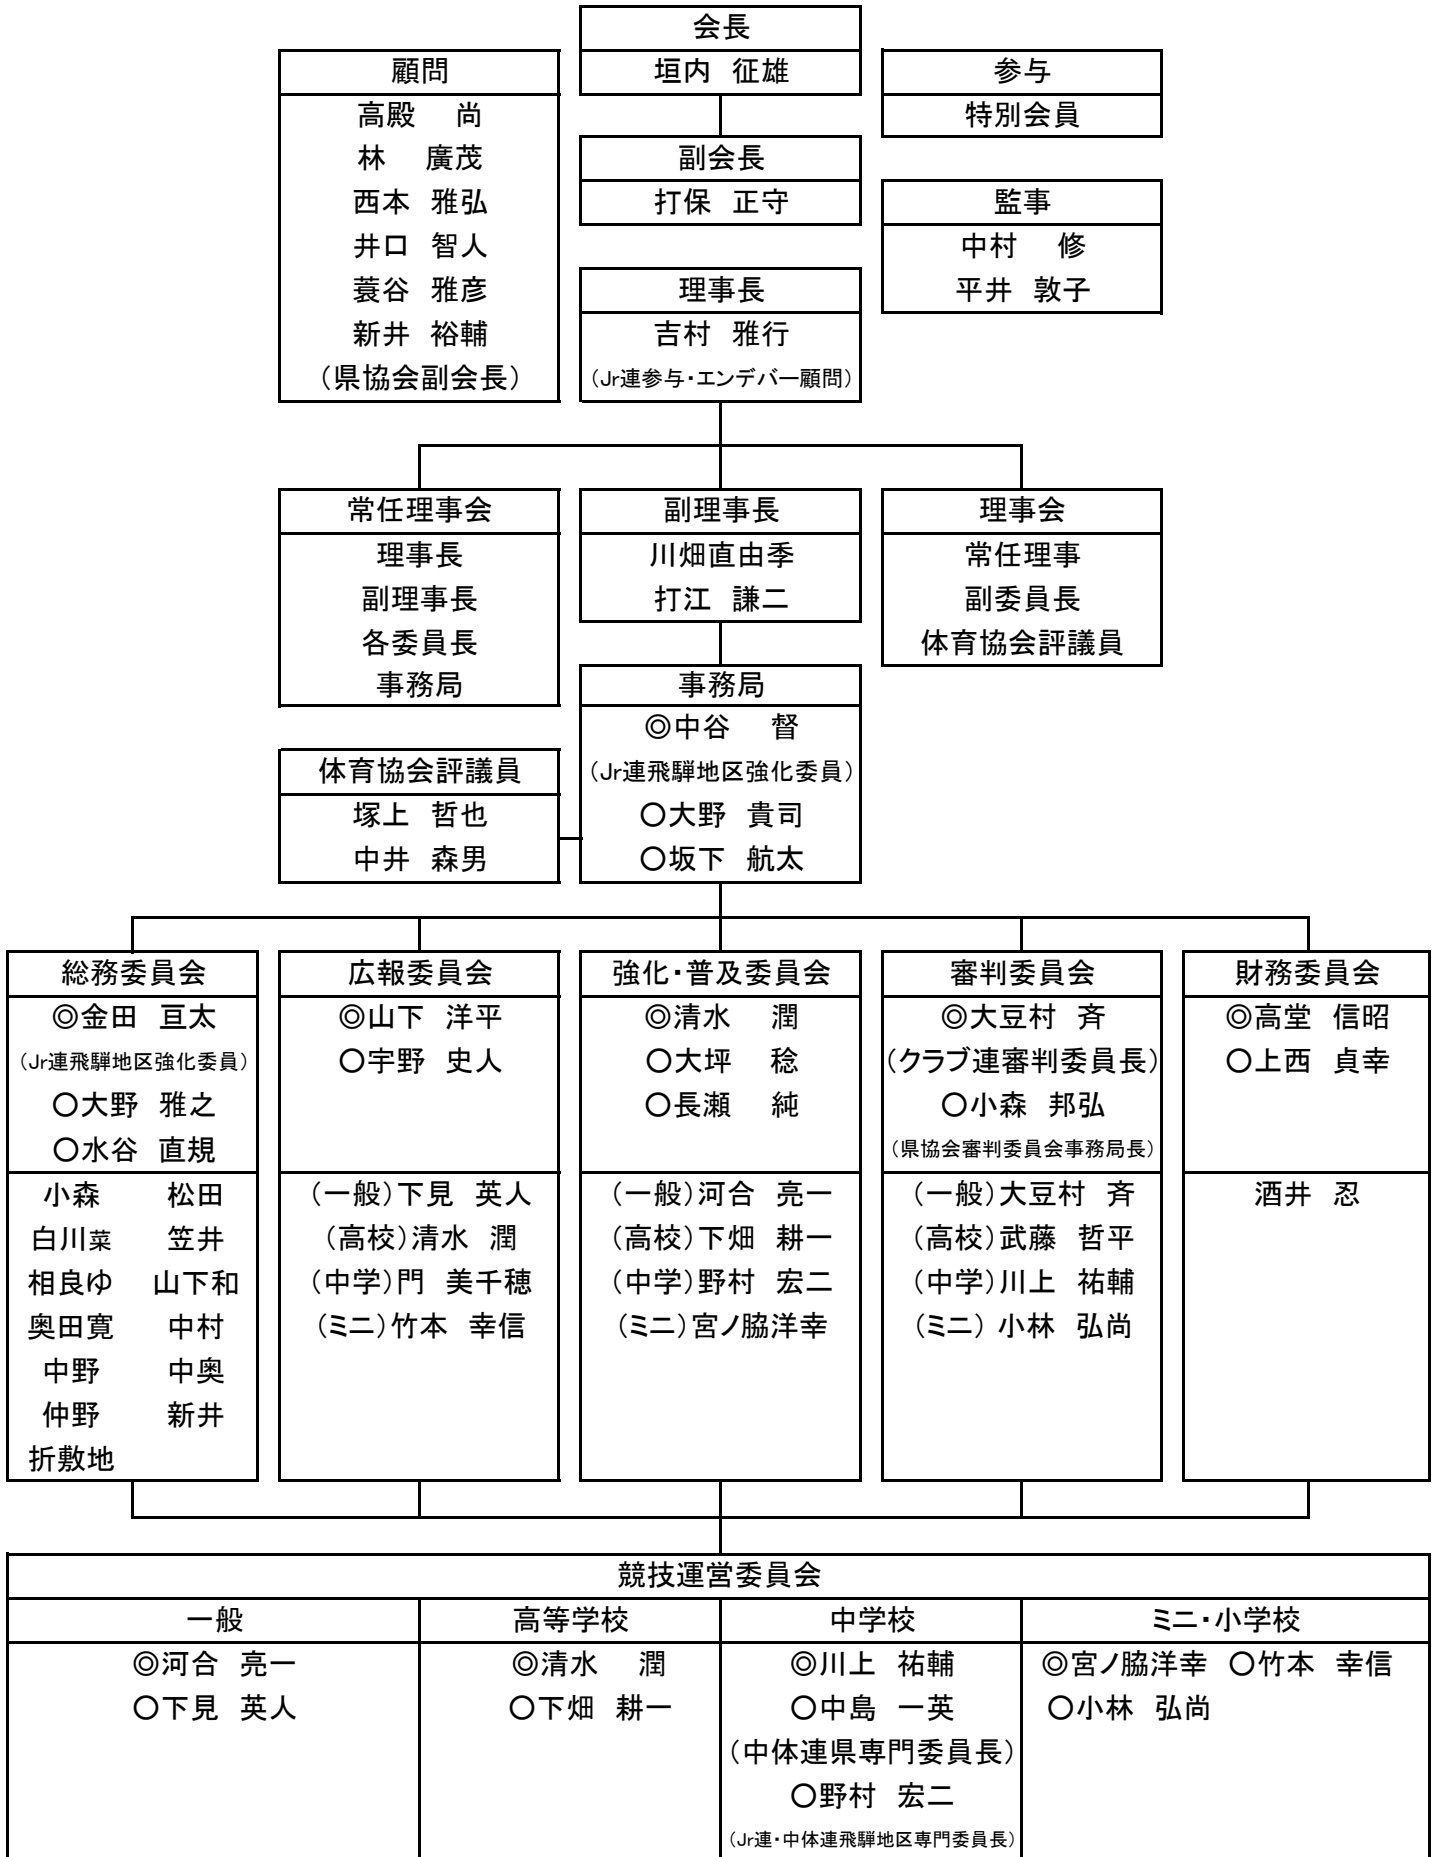 会長
垣内 征雄
顧問
高殿 尚
林 廣茂
西本 雅弘
井口 智人
蓑谷 雅彦
新井 裕輔
(県協会副会長)
参与
特別会員
副会長
打保 正守
監事
中村 修
平井 敦子
理事長
吉村 雅行
(Jr連参与・エンデバー顧問)
常任理事会
理事長
副理事長
各委員長
事務局
副理事長
川畑直由季
打江 謙二
理事会
常任理事
副委員長
体育協会評議員
事務局
◎中谷 督
(Jr連飛騨地区強化委員)
○大野 貴司
○坂下 航太
体育協会評議員
塚上 哲也
中井 森男
総務委員会
◎金田 亘太
(Jr連飛騨地区強化委員)
○大野 雅之
○水谷 直規
小森 松田
白川菜 笠井
相良ゆ 山下和
奥田寛 中村
中野 中奥
仲野 新井
折敷地
広報委員会
◎山下 洋平
○宇野 史人
(一般)下見 英人
(高校)清水 潤
(中学)門 美千穂
(ミニ)竹本 幸信
強化・普及委員会
◎清水 潤
○大坪 稔
○長瀬 純
(一般)河合 亮一
(高校)下畑 耕一
(中学)野村 宏二
(ミニ)宮ノ脇洋幸
審判委員会
◎大豆村 斉
(クラブ連審判委員長)
○小森 邦弘
(県協会審判委員会事務局長)
(一般)大豆村 斉
(高校)武藤 哲平
(中学)川上 祐輔
(ミニ) 小林 弘尚
財務委員会
◎高堂 信昭
○上西 貞幸
酒井 忍
競技運営委員会
一般
◎河合 亮一
○下見 英人
高等学校
◎清水 潤
○下畑 耕一
中学校
◎川上 祐輔
○中島 一英
(中体連県専門委員長)
○野村 宏二
(Jr連・中体連飛騨地区専門委員長)
ミニ・小学校
◎宮ノ脇洋幸 ○竹本 幸信
○小林 弘尚